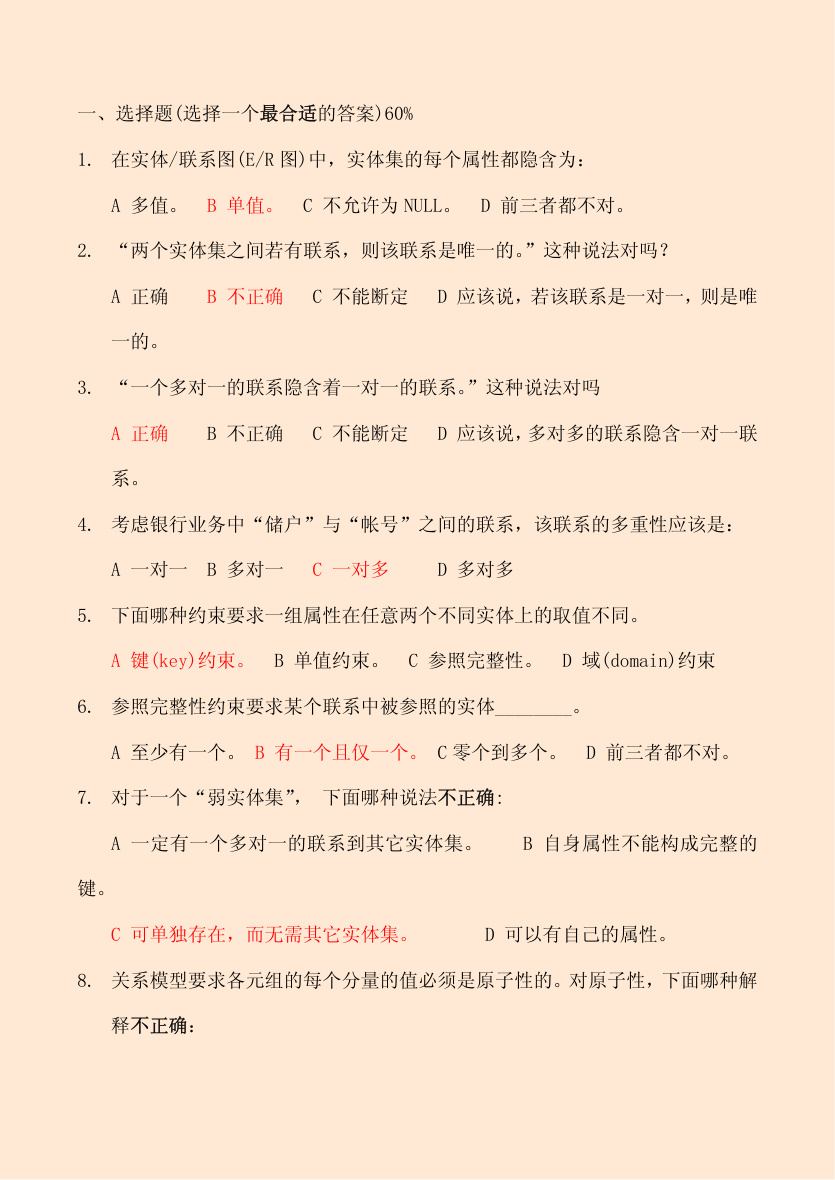 一、选择题(选择一个最合适的答案)60%
1. 在实体/联系图(E/R 图)中，实体集的每个属性都隐含为：
A 多值。 B 单值。 C 不允许为 NULL。 D 前三者都不对。
2. “两个实体集之间若有联系，则该联系是唯一的。”这种说法对吗？
A 正确 B 不正确 C 不能断定 D 应该说，若该联系是一对一，则是唯
一的。
3. “一个多对一的联系隐含着一对一的联系。”这种说法对吗
A 正确 B 不正确 C 不能断定 D 应该说，多对多的联系隐含一对一联
系。
4. 考虑银行业务中“储户”与“帐号”之间的联系，该联系的多重性应该是：
A 一对一 B 多对一 C 一对多 D 多对多
5. 下面哪种约束要求一组属性在任意两个不同实体上的取值不同。
A 键(key)约束。 B 单值约束。 C 参照完整性。 D 域(domain)约束
6. 参照完整性约束要求某个联系中被参照的实体________。
A 至少有一个。 B 有一个且仅一个。 C 零个到多个。 D 前三者都不对。
7. 对于一个“弱实体集”， 下面哪种说法不正确:
A 一定有一个多对一的联系到其它实体集。 B 自身属性不能构成完整的
键。
C 可单独存在，而无需其它实体集。 D 可以有自己的属性。
8. 关系模型要求各元组的每个分量的值必须是原子性的。对原子性，下面哪种解
释不正确：